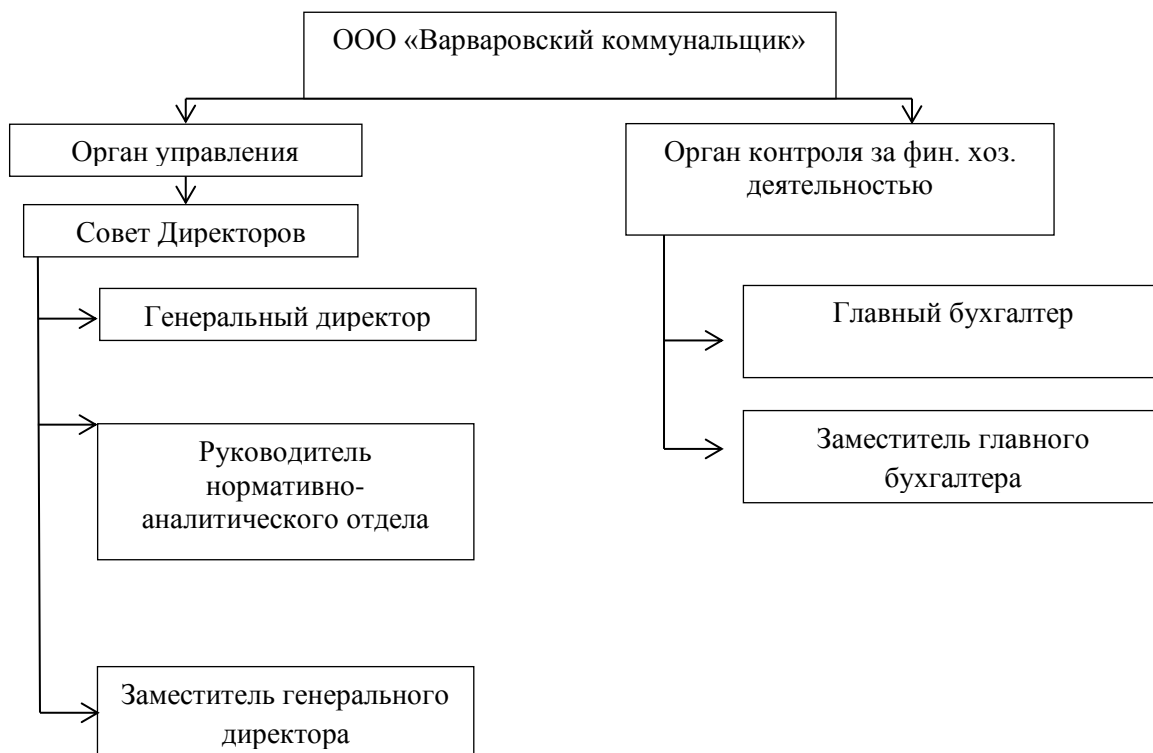 ООО «Варваровский коммунальщик»
Орган управления
Совет Директоров
Генеральный директор
Руководитель
нормативно-
аналитического отдела
Заместитель генерального
директора
Орган контроля за фин. хоз.
деятельностью
Главный бухгалтер
Заместитель главного
бухгалтера